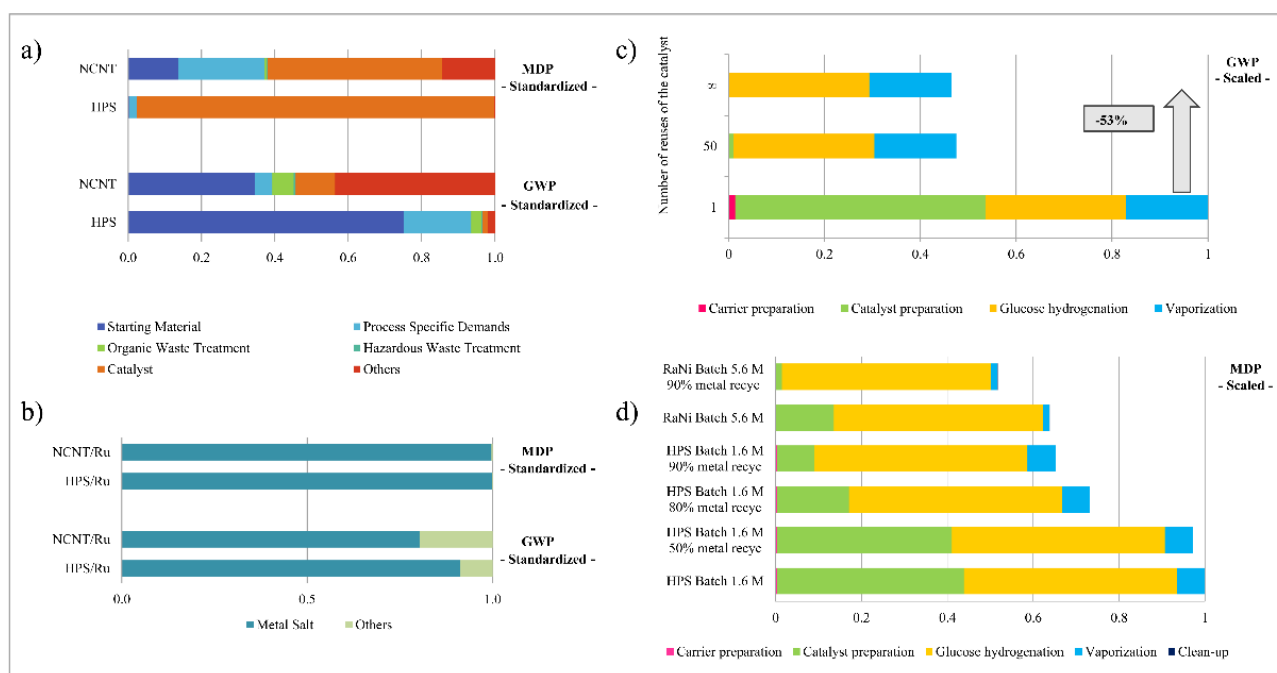 a)
NCNT
HPS
NCNT
HPS
MDP
- Standardized -
GWP
- Standardized -
0.0 0.2 0.4 0.6 0.8 1.0
Starting Material
Process Specific Demands
Organic Waste Treatment
Hazardous Waste Treatment
Catalyst
Others
b)
NCNT/Ru
HPS/Ru
NCNT/Ru
HPS/Ru
MDP
- Standardized -
GWP
- Standardized -
0.0 0.5 1.0
Metal Salt
Others
c)
GWP
- Scaled -
Number of reuses of the catalyst
∞
50
1
-53%
0 0.2 0.4 0.6 0.8 1
Carrier preparation
Catalyst preparation
Glucose hydrogenation
Vaporization
d)
MDP
- Scaled -
RaNi Batch 5.6 M
90% metal recyc
RaNi Batch 5.6 M
HPS Batch 1.6 M
90% metal recyc
HPS Batch 1.6 M
80% metal recyc
HPS Batch 1.6 M
50% metal recyc
HPS Batch 1.6 M
0 0.2 0.4 0.6 0.8 1
Carrier preparation
Catalyst preparation
Glucose hydrogenation
Vaporization
Clean-up